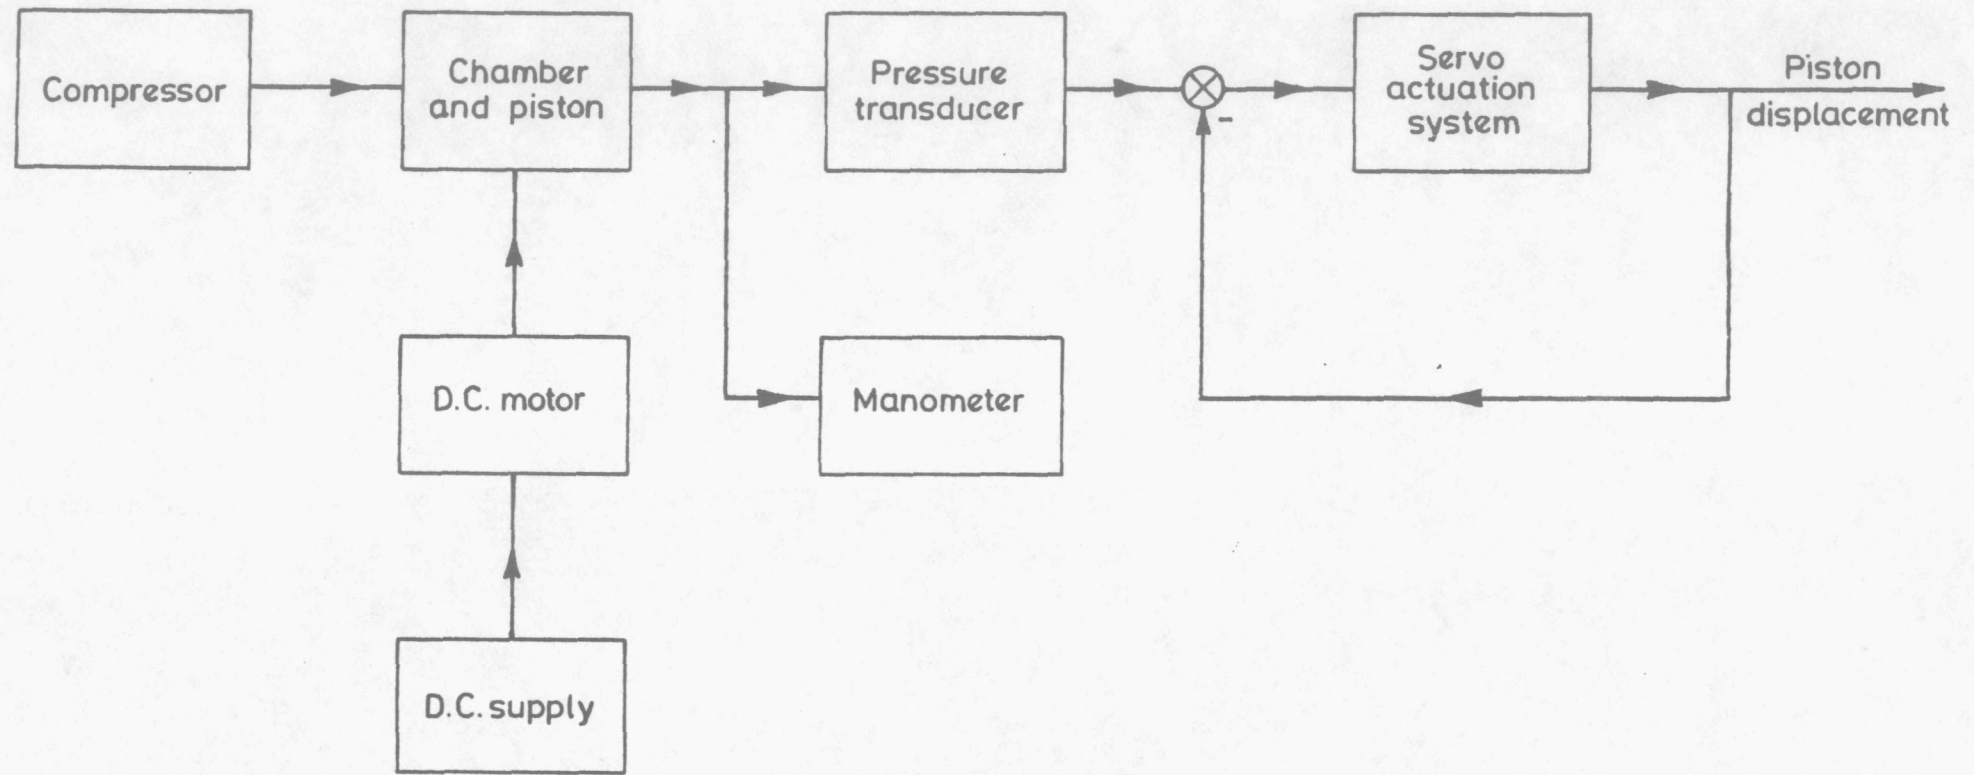 Compressor
Chamber
and piston
Pressure
transducer
-
Servo
actuation
system
Piston
displacement
D.C. motor
Manometer
D.C. supply